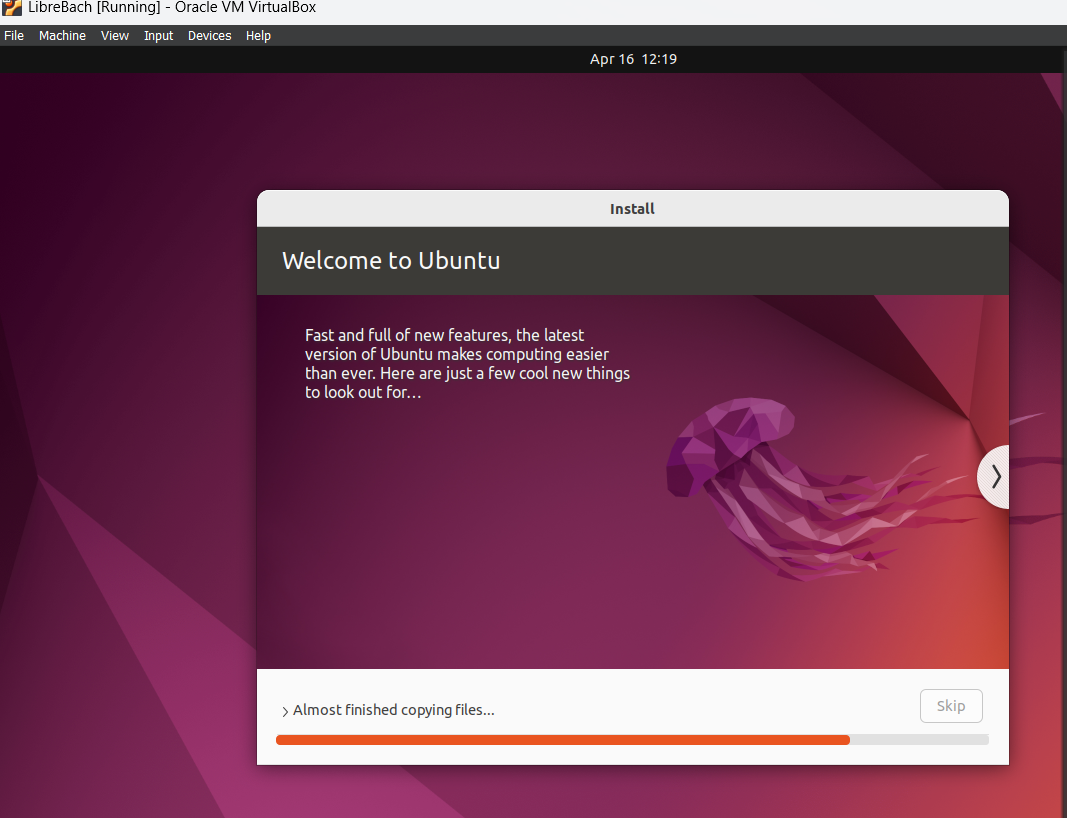 LibreBach [Running] - Oracle VM VirtualBox
File Machine View Input Devices Help
Apr 16 12:19
Install
Welcome to Ubuntu
Fast and full of new features, the latest
version of Ubuntu makes computing easier
than ever. Here are just a few cool new things
to look out for…
Almost finished copying files...
Skip